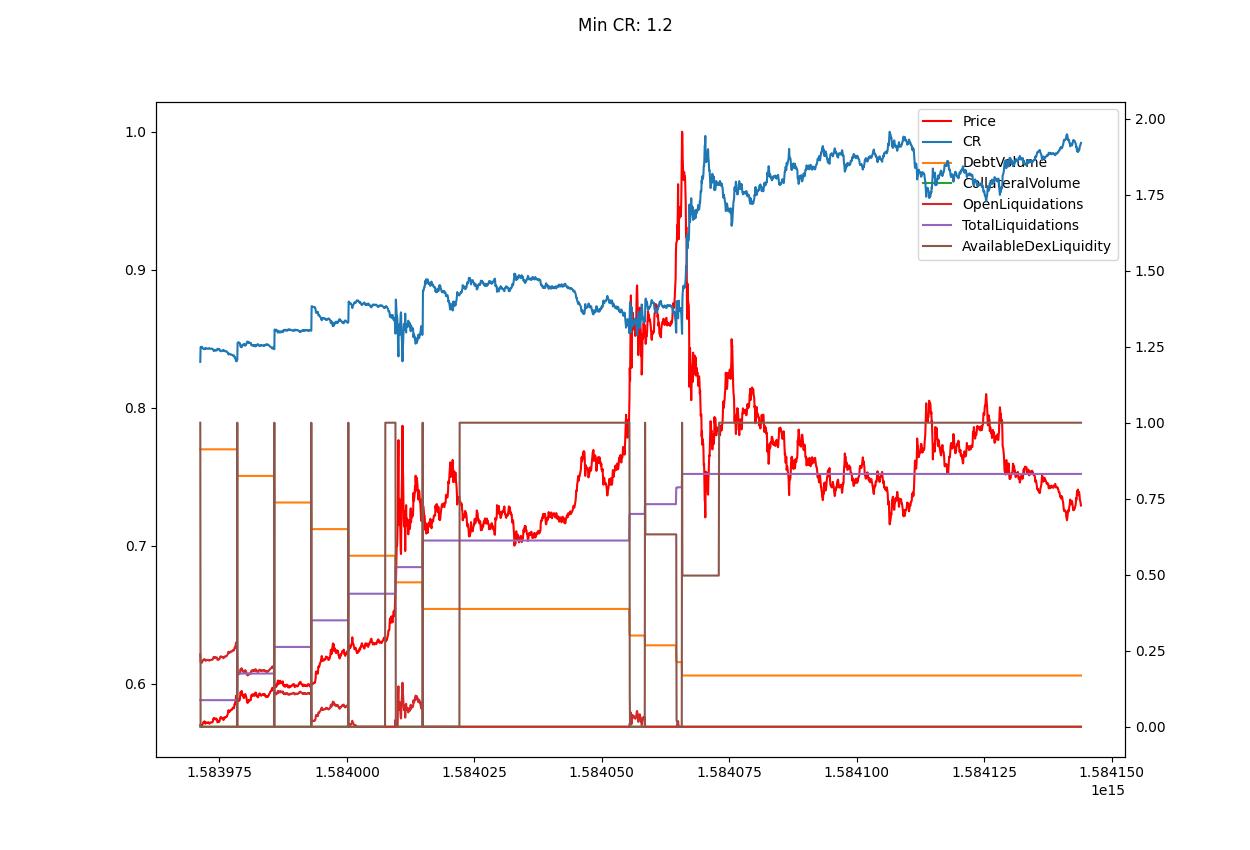 Min CR: 1.2
1.0
0.9
0.8
0.7
0.6
2.00
1.75
1.50
1.25
1.00
0.75
0.50
0.25
0.00
Price
CR
DebtVolume
CollateralVolume
OpenLiquidations
TotalLiquidations
AvailableDexLiquidity
1.583975 1.584000 1.584025 1.584050 1.584075 1.584100 1.584125 1.584150
1e15